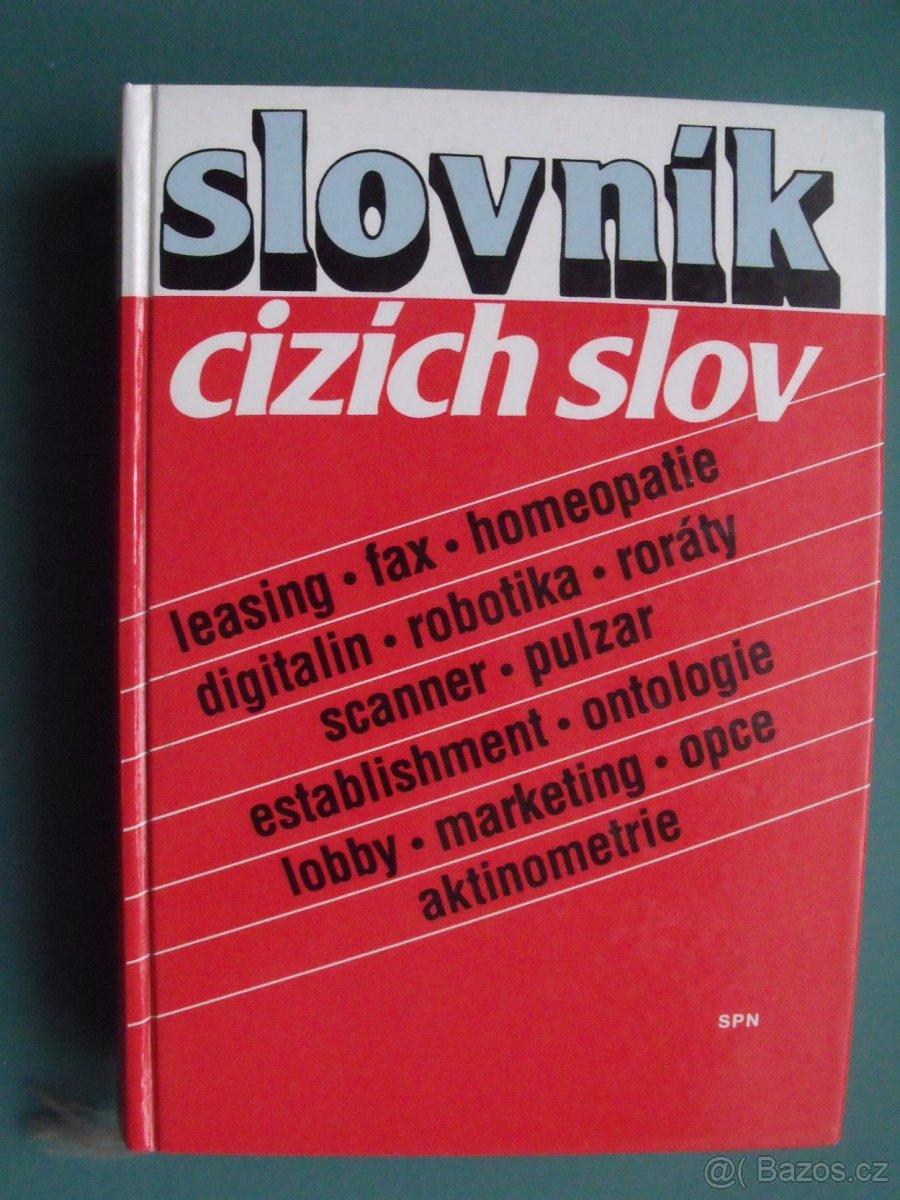 slovník
cizích slov
leasing • fax • homeopatie
digitalin • robotika • roráty
scanner • pulzar
establishment • ontologie
lobby • marketing • opce
aktinometrie
SPN
@( Bazos.cz